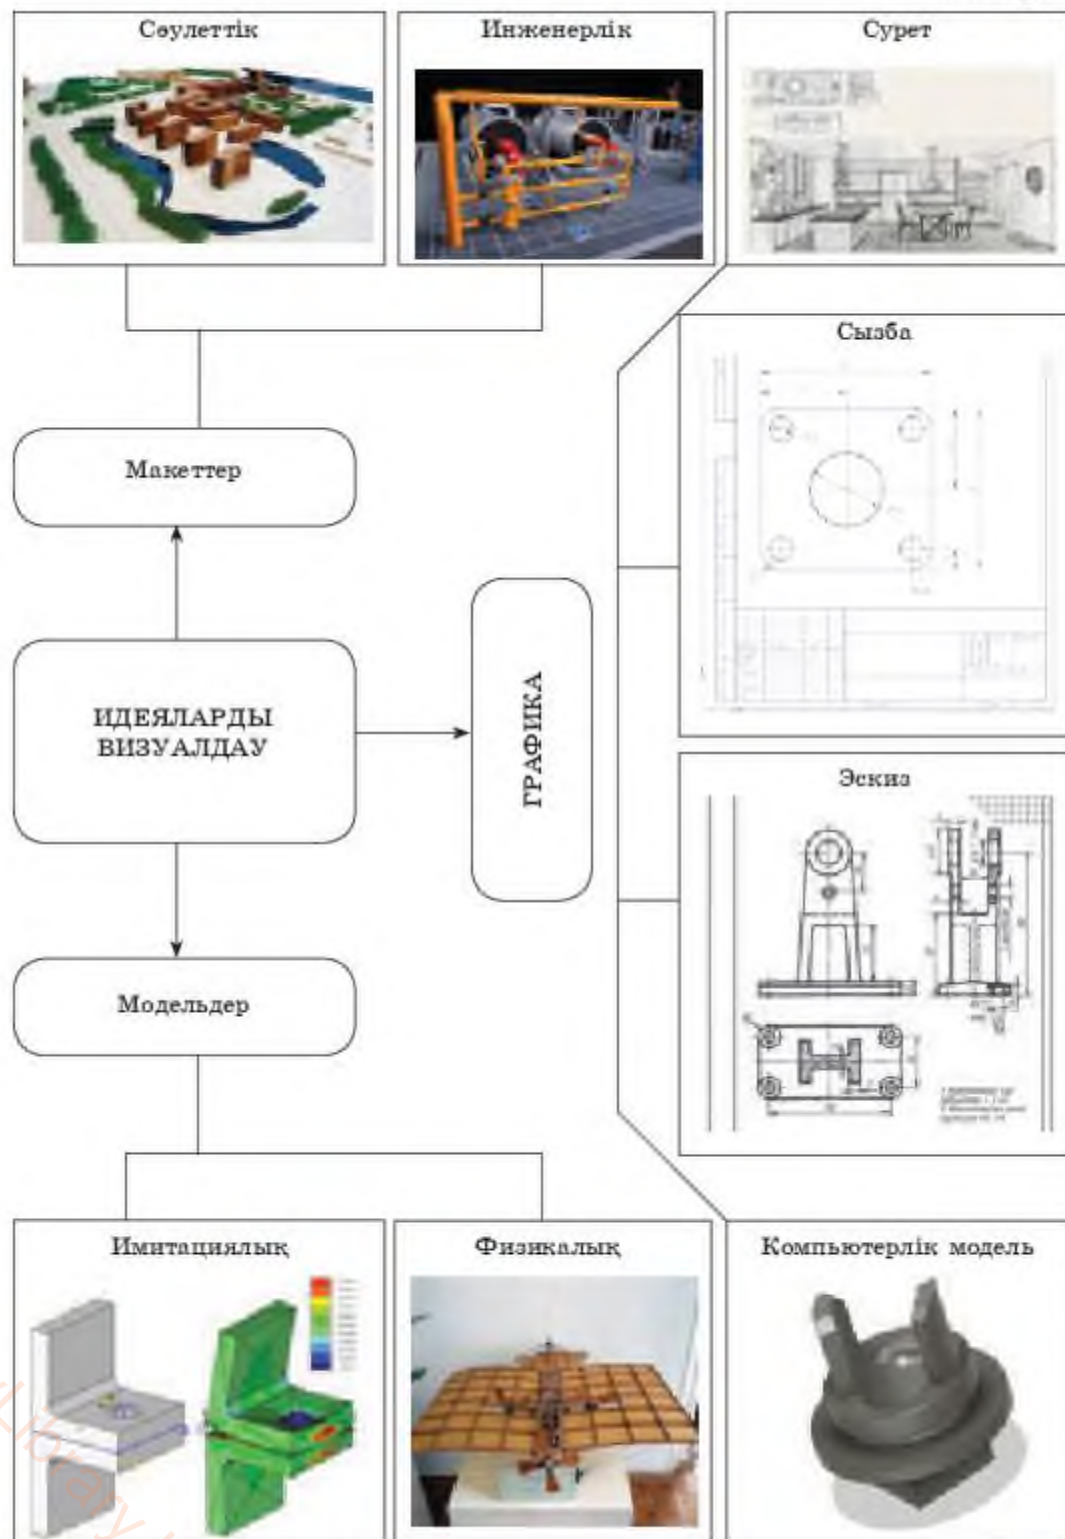 Сәулеттік
Инженерлік
Сурет
Сызба
Макеттер
ИДЕЯЛАРДЫ
ВИЗУАЛДАУ
ГРАФИКА
Эскиз
Модельдер
Имитациялық
Физикалық
Компьютерлік модель